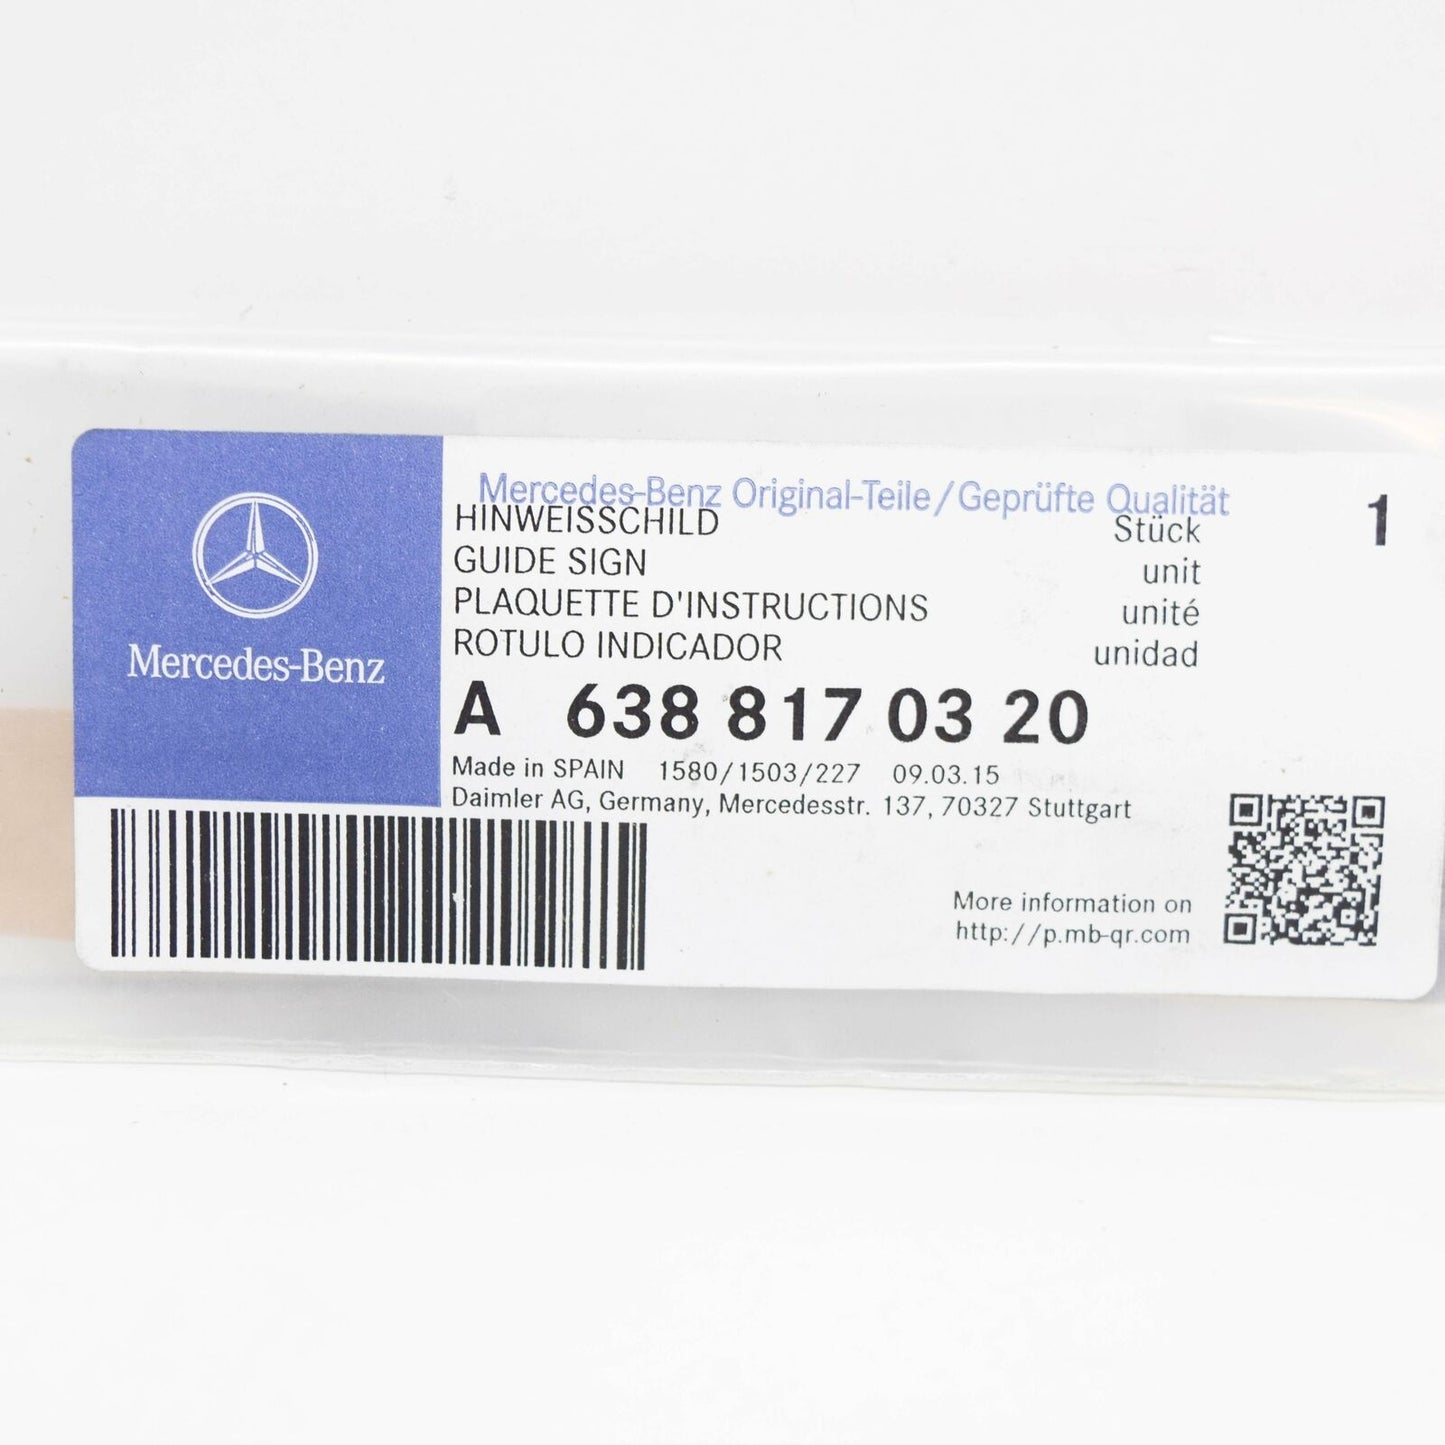 Mercedes-Benz
Mercedes-Benz Original-Teile/Geprüfte Qualität
HINWEISSCHILD Stück 1
GUIDE SIGN unit
PLAQUETTE D'INSTRUCTIONS unité
ROTULO INDICADOR unidad
A 638 817 03 20
Made in SPAIN 1580/1503/227 09.03.15
Daimler AG, Germany, Mercedesstr. 137, 70327 Stuttgart
More information on
http://p.mb-qr.com